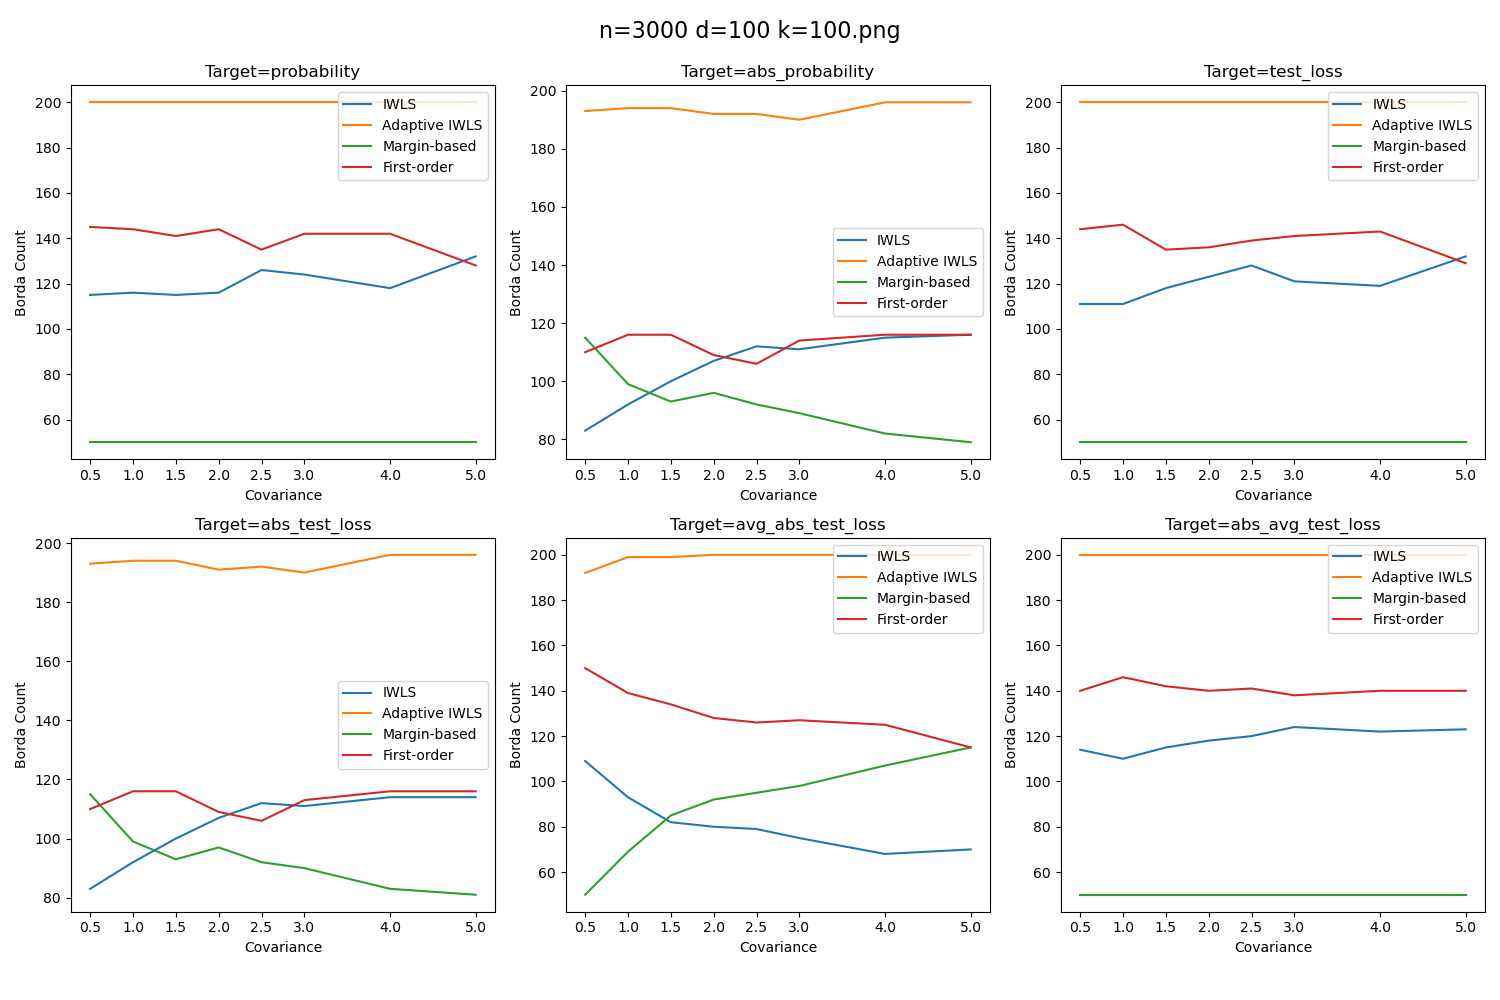 n=3000 d=100 k=100.png
Target=probability
Borda Count
200
180
160
140
120
100
80
60
0.5 1.0 1.5 2.0 2.5 3.0 4.0 5.0
Covariance
IWLS
Adaptive IWLS
Margin-based
First-order
Target=abs_probability
Borda Count
200
180
160
140
120
100
80
0.5 1.0 1.5 2.0 2.5 3.0 4.0 5.0
Covariance
IWLS
Adaptive IWLS
Margin-based
First-order
Target=test_loss
Borda Count
200
180
160
140
120
100
80
60
0.5 1.0 1.5 2.0 2.5 3.0 4.0 5.0
Covariance
IWLS
Adaptive IWLS
Margin-based
First-order
Target=abs_test_loss
Borda Count
200
180
160
140
120
100
80
0.5 1.0 1.5 2.0 2.5 3.0 4.0 5.0
Covariance
IWLS
Adaptive IWLS
Margin-based
First-order
Target=avg_abs_test_loss
Borda Count
200
180
160
140
120
100
80
60
0.5 1.0 1.5 2.0 2.5 3.0 4.0 5.0
Covariance
IWLS
Adaptive IWLS
Margin-based
First-order
Target=abs_avg_test_loss
Borda Count
200
180
160
140
120
100
80
60
0.5 1.0 1.5 2.0 2.5 3.0 4.0 5.0
Covariance
IWLS
Adaptive IWLS
Margin-based
First-order